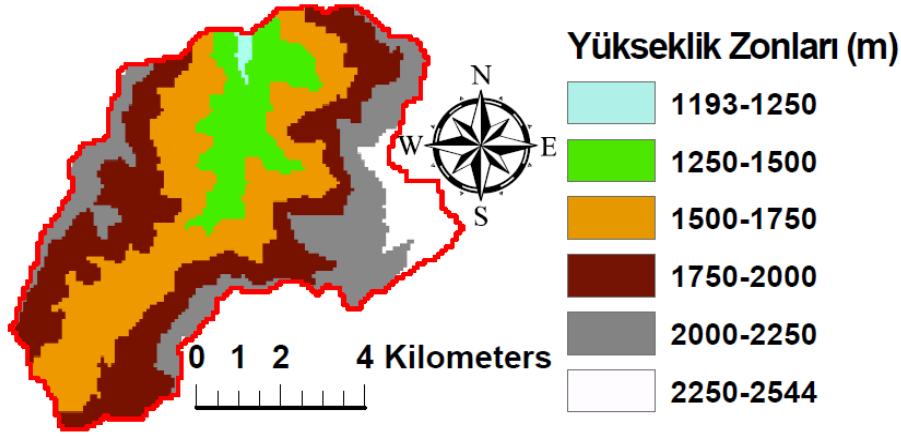 Yükseklik Zonları (m)
1193-1250
1250-1500
1500-1750
1750-2000
2000-2250
2250-2544
N
W
E
S
0 1 2 4 Kilometers